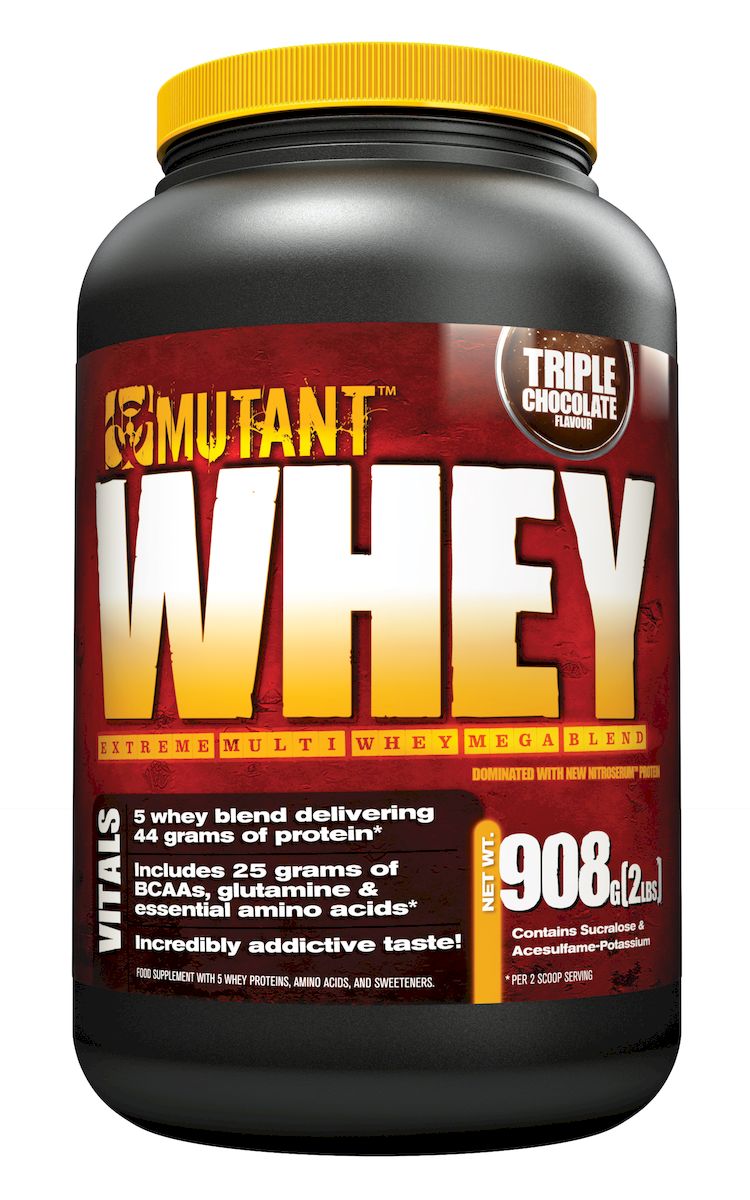 TRIPLE
CHOCOLATE
FLAVOUR
MUTANT™
WHEY
EXTREME MULTI WHEY MEGA BLEND
DOMINATED WITH NEW NITROSERUM™ PROTEIN
VITALS
5 whey blend delivering
44 grams of protein*
Includes 25 grams of
BCAAs, glutamine &
essential amino acids*
Incredibly addictive taste!
FOOD SUPPLEMENT WITH 5 WHEY PROTEINS, AMINO ACIDS, AND SWEETENERS.
NET WT.
908G(2LBS)
Contains Sucralose &
Acesulfame-Potassium
* PER 2 SCOOP SERVING